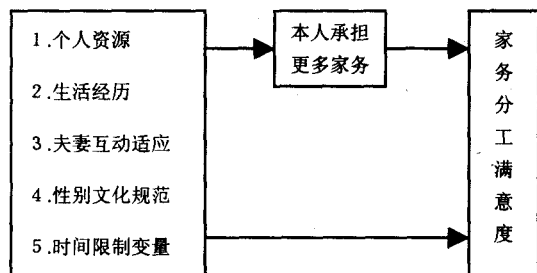 1.个人资源
2.生活经历
3.夫妻互动适应
4.性别文化规范
5.时间限制变量
本人承担
更多家务
家务分工满意度